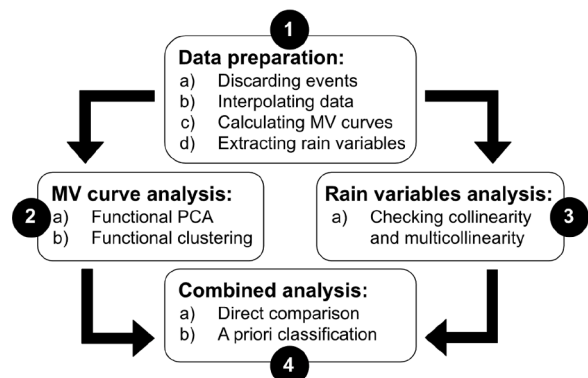 1
Data preparation:
a) Discarding events
b) Interpolating data
c) Calculating MV curves
d) Extracting rain variables
2
MV curve analysis:
a) Functional PCA
b) Functional clustering
Rain variables analysis:
a) Checking collinearity
and multicollinearity
3
Combined analysis:
a) Direct comparison
b) A priori classification
4